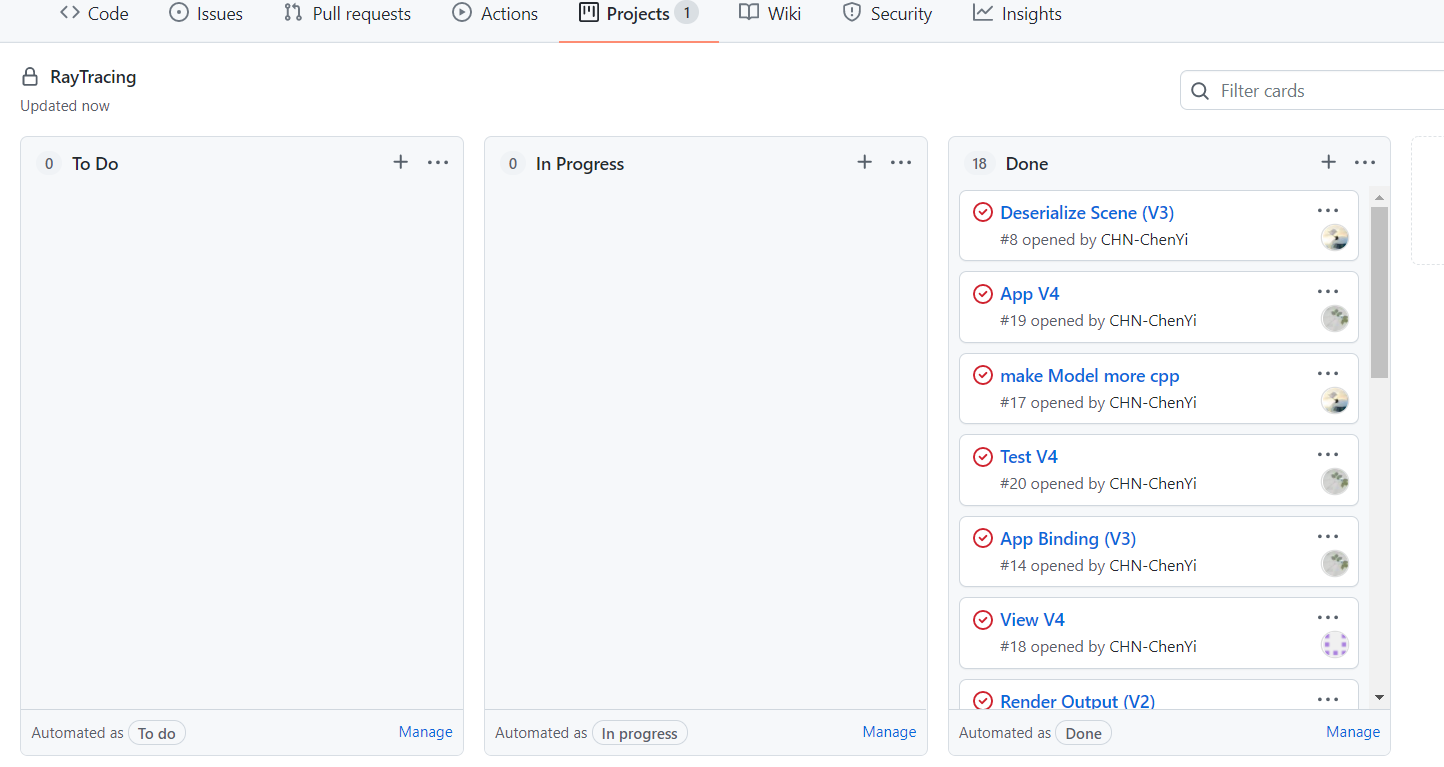 Code Issues Pull requests Actions Projects 1 Wiki Security Insights
RayTracing
Updated now
Filter cards
0 To Do
0 In Progress
18 Done
Deserialize Scene (V3)
#8 opened by CHN-ChenYi
App V4
#19 opened by CHN-ChenYi
make Model more cpp
#17 opened by CHN-ChenYi
Test V4
#20 opened by CHN-ChenYi
App Binding (V3)
#14 opened by CHN-ChenYi
View V4
#18 opened by CHN-ChenYi
Render Output (V2)
Automated as To do Manage
Automated as In progress Manage
Automated as Done Manage